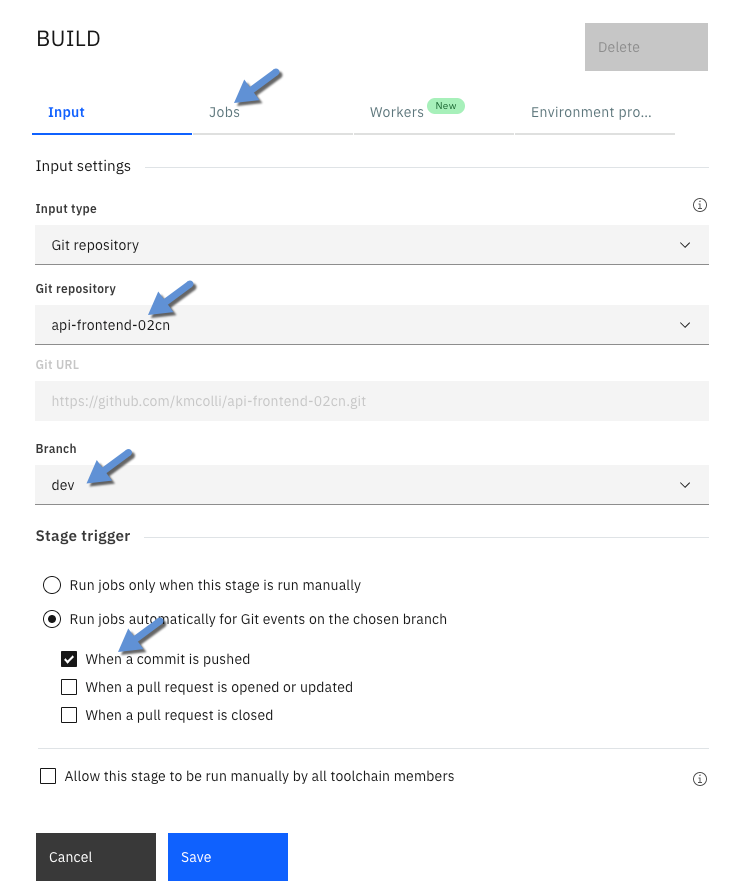 BUILD
Delete
Input
Jobs
Workers
New
Environment pro...
Input settings
Input type
Git repository
Git repository
api-frontend-02cn
Git URL
https://github.com/kmcolli/api-frontend-02cn.git
Branch
dev
Stage trigger
Run jobs only when this stage is run manually
Run jobs automatically for Git events on the chosen branch
When a commit is pushed
When a pull request is opened or updated
When a pull request is closed
Allow this stage to be run manually by all toolchain members
Cancel
Save